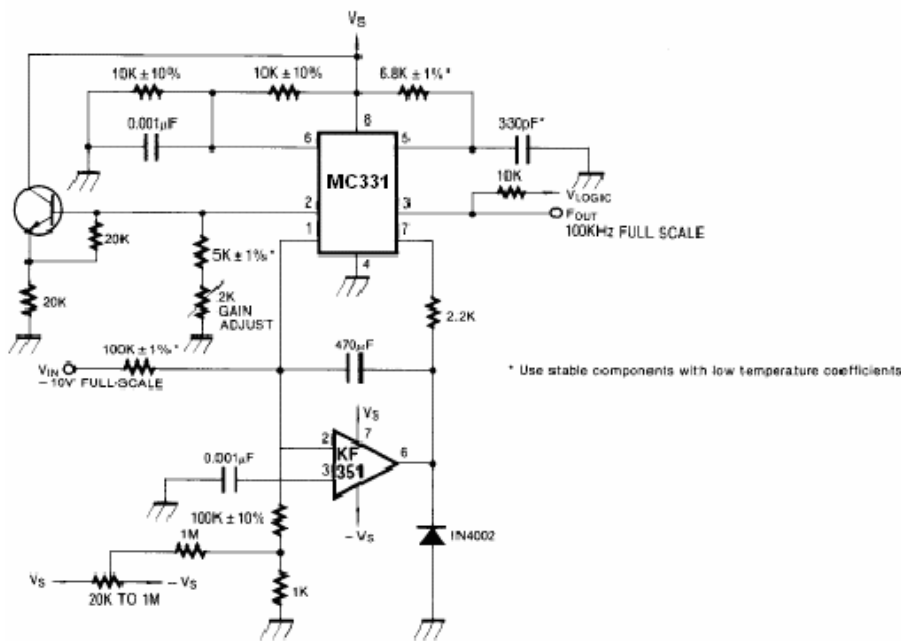 VS
10K ± 10%
10K ± 10%
6.8K ± 1% *
0.001µF
330pF*
8
6
5
MC331
10K
VLOGIC
2
3
FOUT
100KHz FULL SCALE
1
7
4
20K
5K ± 1% *
20K
2K
GAIN
ADJUST
2.2K
100K ± 1% *
470µF
VIN
– 10V FULL-SCALE
* Use stable components with low temperature coefficients
VS
7
2
KF
351
6
3
0.001µF
–VS
100K ± 10%
1M
IN4002
VS
–VS
20K TO 1M
1K